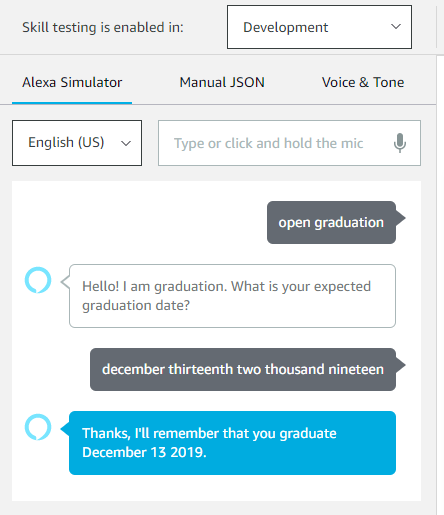 Skill testing is enabled in: Development
Alexa Simulator Manual JSON Voice & Tone
English (US) Type or click and hold the mic
open graduation
Hello! I am graduation. What is your expected
graduation date?
december thirteenth two thousand nineteen
Thanks, I'll remember that you graduate
December 13 2019.